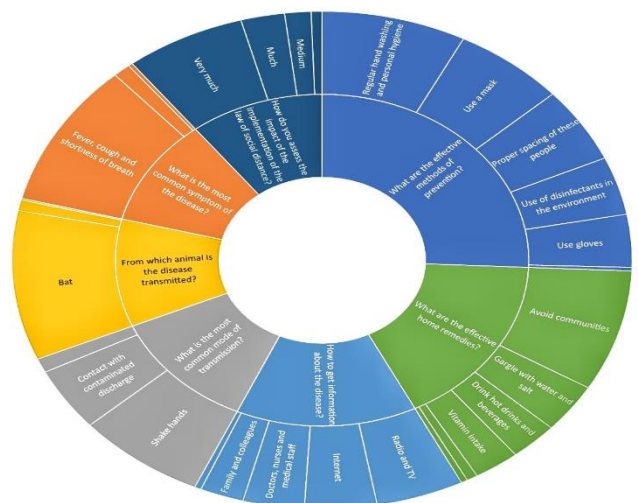 What are the effective
methods of
prevention?
Regular hand washing
and personal hygiene
Use a mask
Proper spacing of these
people
Use of disinfectants in
the environment
Use gloves
What are the effective
home remedies?
Avoid communities
Gargle with water and
salt
Drink hot drinks and
beverages
Vitamin intake
How to get information
about the disease?
Radio and TV
Internet
Doctors, nurses and
medical staff
Family and colleagues
What is the most
common mode of
transmission?
Shake hands
Contact with
contaminated
discharge
From which animal is
the disease
transmitted?
Bat
What is the most
common symptom of
the disease?
Fever, cough and
shortness of breath
How do you assess the
impact of the
implementation of the
law of social distance?
very much
Much
Medium